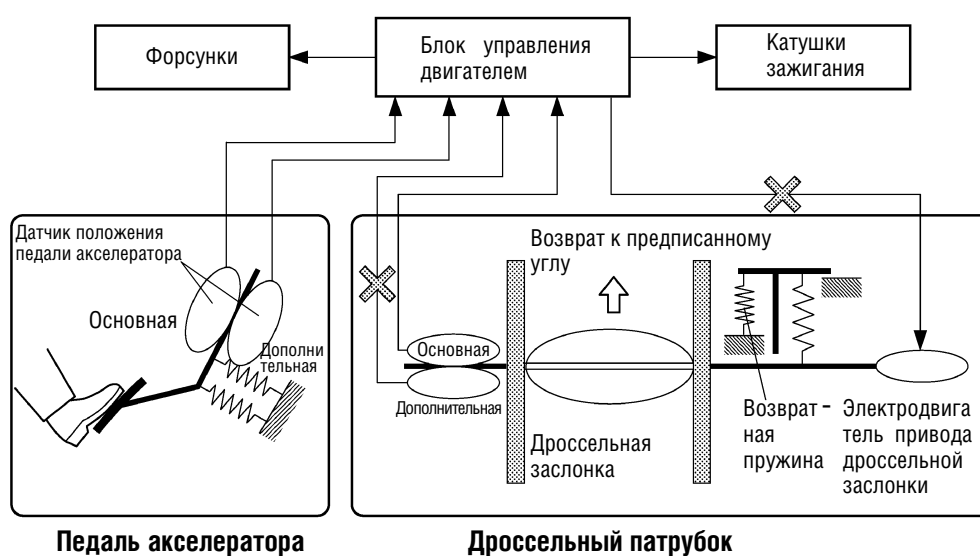 Форсунки
Блок управления
двигателем
Катушки
зажигания
Датчик положения
педали акселератора
Основная
Дополни
тельная
Возврат к предписанному
углу
Основная
Дополнительная
Дроссельная
заслонка
Возврат-
ная
пружина
Электродвига
тель привода
дроссельной
заслонки
Педаль акселератора
Дроссельный патрубок